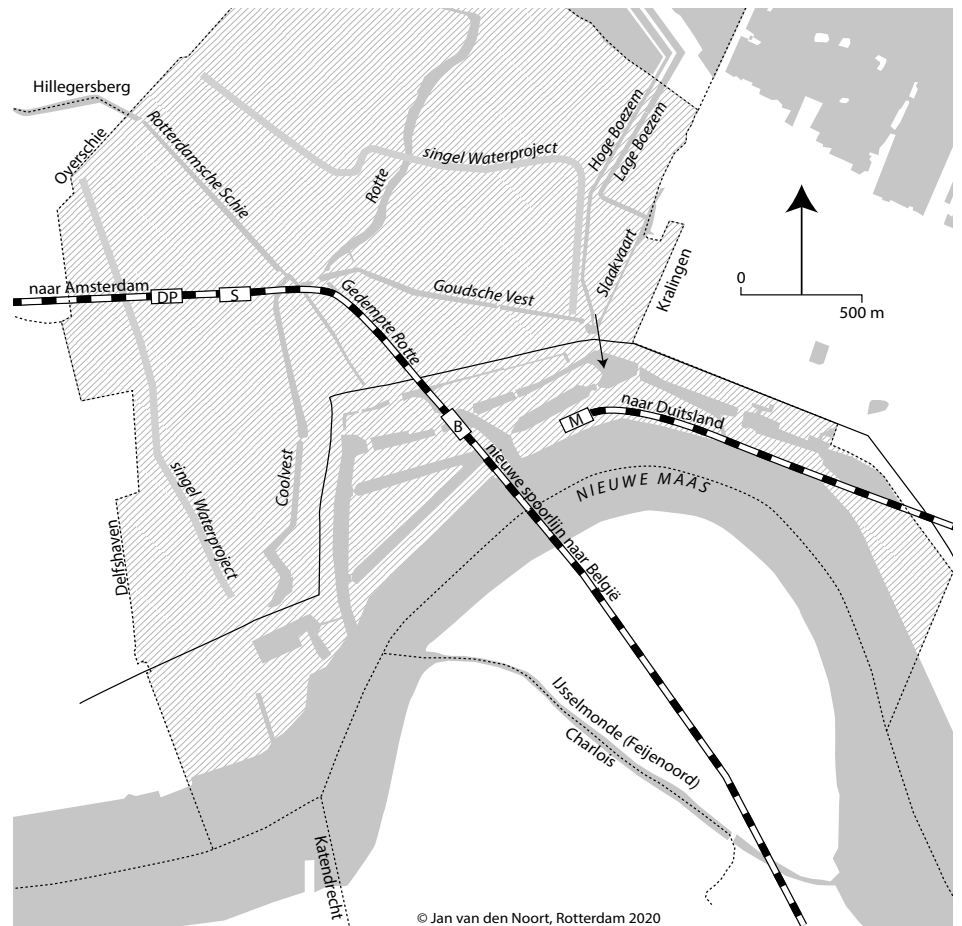 Hillegersberg
Overschie
Rotterdamsche Schie
Rotte
singel Waterproject
Hoge Boezem
Lage Boezem
Slaakvaart
Kralingen
0
500 m
naar Amsterdam
DP
S
Gedempte Rotte
Goudsche Vest
naar Duitsland
M
B
nieuwe spoorlijn naar België
NIEUWE MAAS
Coolvest
singel Waterproject
Delfshaven
IJsselmonde (Feijenoord)
Charlois
Katendrecht
© Jan van den Noort, Rotterdam 2020